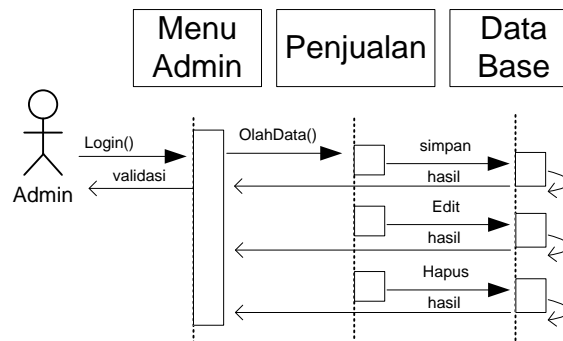 Menu
Admin
Penjualan
Data
Base
Login()
OlahData()
simpan
validasi
hasil
Admin
Edit
hasil
Hapus
hasil